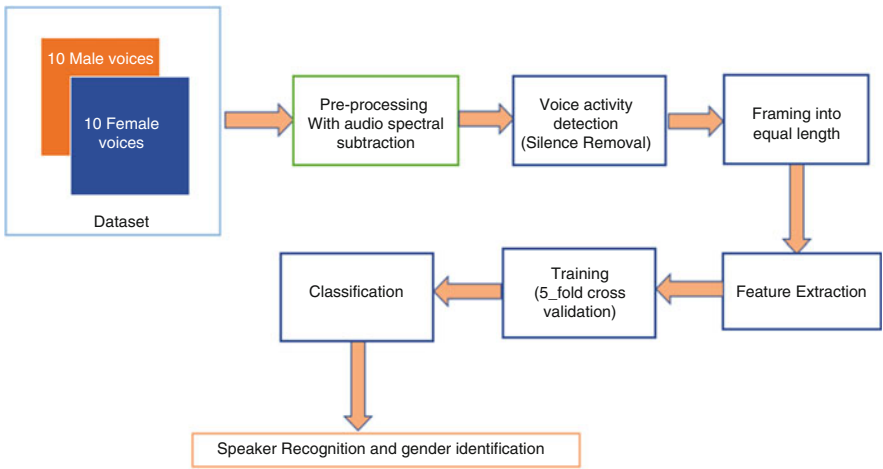 10 Male voices
10 Female
voices
Dataset
Pre-processing
With audio spectral
subtraction
Voice activity
detection
(Silence Removal)
Framing into
equal length
Feature Extraction
Training
(5_fold cross
validation)
Classification
Speaker Recognition and gender identification